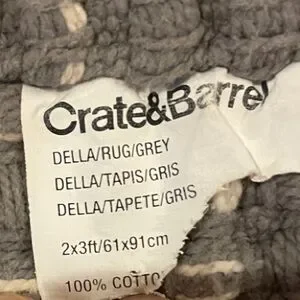 Crate&Barrel
DELLA/RUG/GREY
DELLA/TAPIS/GRIS
DELLA/TAPETE/GRIS
2x3ft/61x91cm
100% COTTO